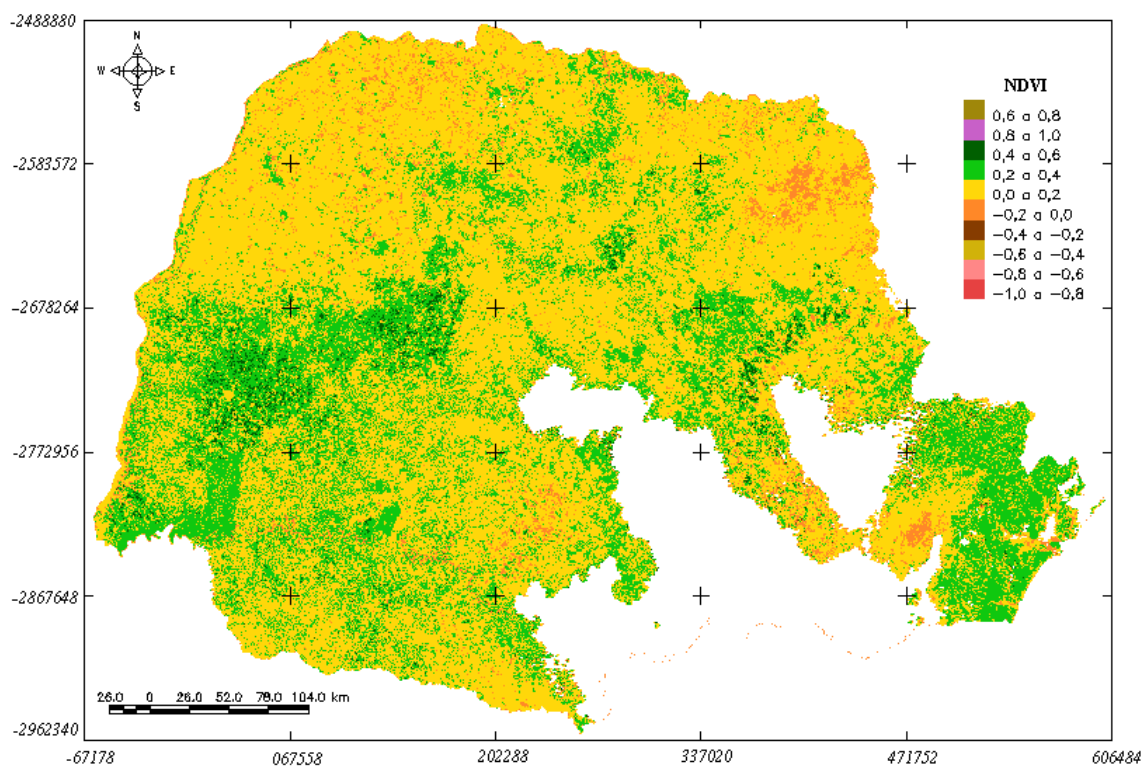 -2488880
N
W E
S
NDVI
0,6 a 0,8
0,8 a 1,0
0,4 a 0,6
0,2 a 0,4
0,0 a 0,2
-0,2 a 0,0
-0,4 a -0,2
-0,6 a -0,4
-0,8 a -0,6
-1,0 a -0,8
-2583572
-2678264
-2772956
-2867648
26.0 0 26.0 52.0 78.0 104.0 km
-2962340
-67178 067558 202288 337020 471752 606484